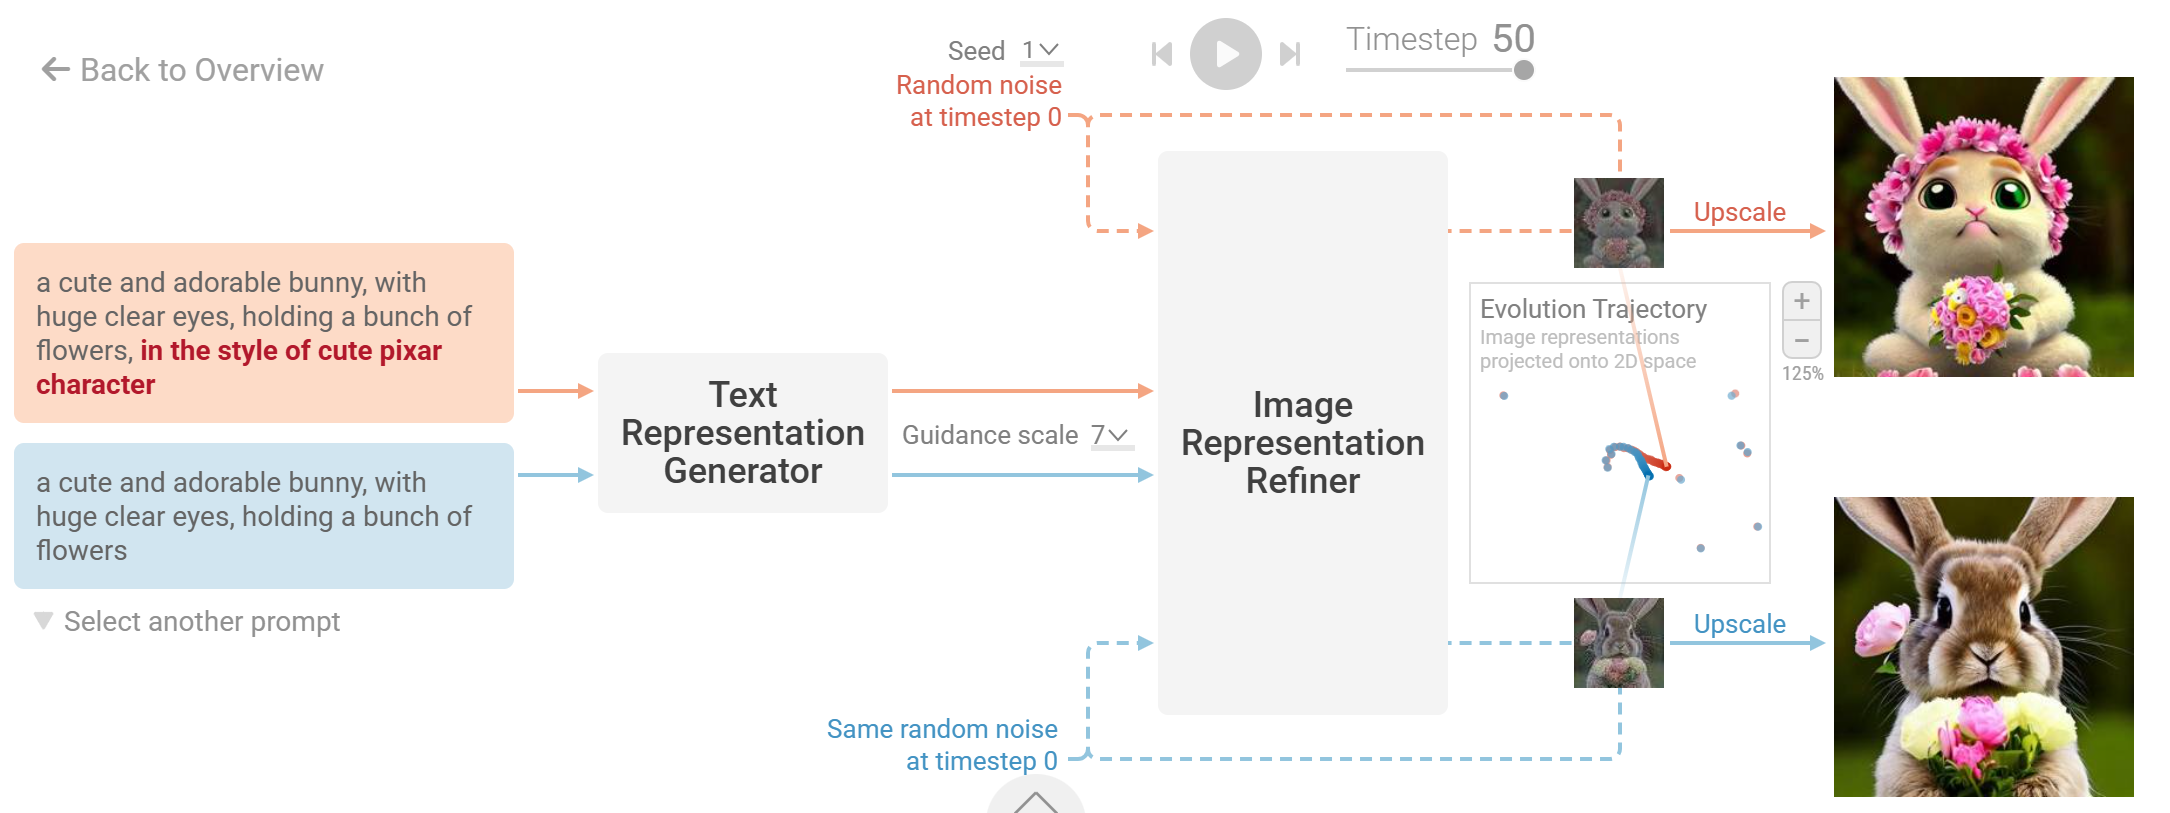 Back to Overview
Seed 1
Timestep 50
Random noise
at timestep 0
a cute and adorable bunny, with
huge clear eyes, holding a bunch of
flowers, in the style of cute pixar
character
a cute and adorable bunny, with
huge clear eyes, holding a bunch of
flowers
Select another prompt
Text
Representation
Generator
Guidance scale 7
Image
Representation
Refiner
Upscale
Evolution Trajectory
Image representations
projected onto 2D space
+
−
125%
Upscale
Same random noise
at timestep 0